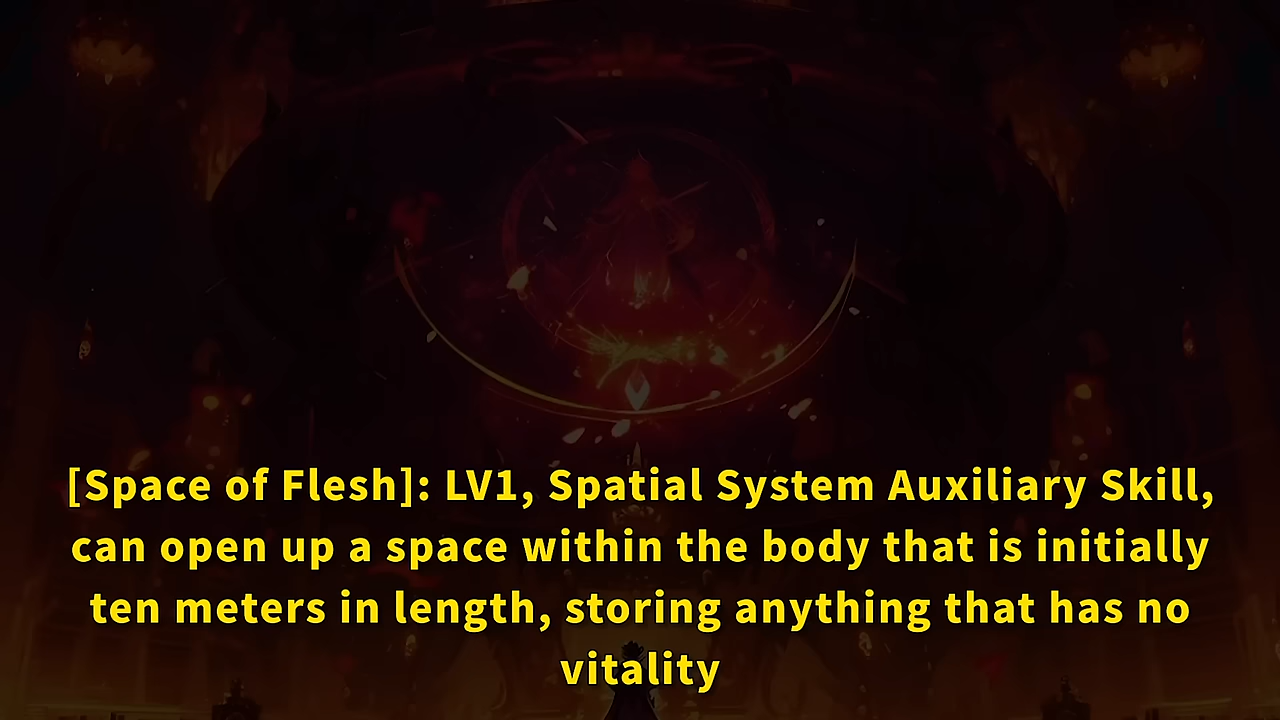 [Space of Flesh]: LV1, Spatial System Auxiliary Skill,
can open up a space within the body that is initially
ten meters in length, storing anything that has no
vitality